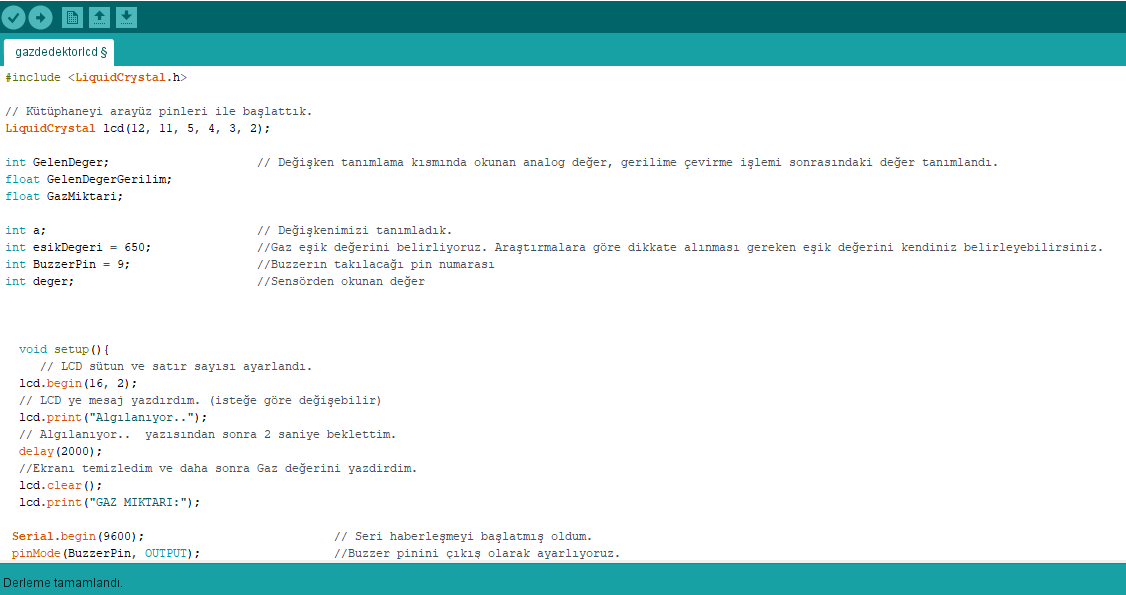 gazdedektorlcd §
#include <LiquidCrystal.h>
// Kütüphaneyi arayüz pinleri ile başlattık.
LiquidCrystal lcd(12, 11, 5, 4, 3, 2);
int GelenDeger; // Değişken tanımlama kısmında okunan analog değer, gerilime çevirme işlemi sonrasındaki değer tanımlandı.
float GelenDegerGerilim;
float GazMiktari;
int a; // Değişkenimizi tanımladık.
int esikDegeri = 650; //Gaz eşik değerini belirliyoruz. Araştırmalara göre dikkate alınması gereken eşik değerini kendiniz belirleyebilirsiniz.
int BuzzerPin = 9; //Buzzerın takılacağı pin numarası
int deger; //Sensörden okunan değer
void setup(){
// LCD sütun ve satır sayısı ayarlandı.
lcd.begin(16, 2);
// LCD ye mesaj yazdırdım. (isteğe göre değişebilir)
lcd.print("Algılanıyor..");
// Algılanıyor.. yazısından sonra 2 saniye beklettim.
delay(2000);
//Ekranı temizledim ve daha sonra Gaz değerini yazdirdim.
lcd.clear();
lcd.print("GAZ MIKTARI:");
Serial.begin(9600); // Seri haberleşmeyi başlatmış oldum.
pinMode(BuzzerPin, OUTPUT); //Buzzer pinini çıkış olarak ayarlıyoruz.
Derleme tamamlandı.